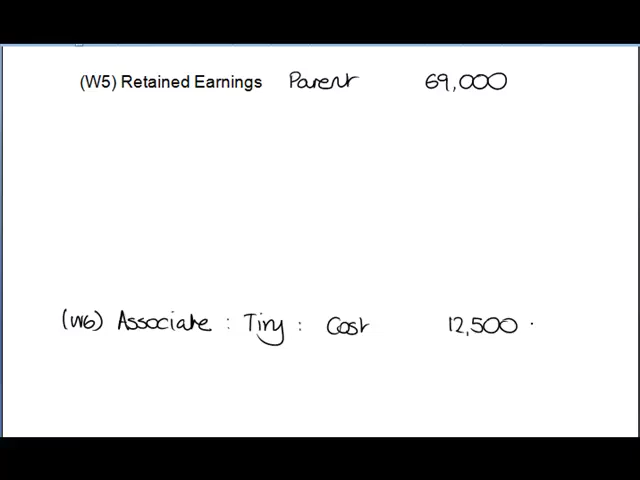 (W5) Retained Earnings Parent 69,000
(W6) Associate : Tiny : Cost 12,500